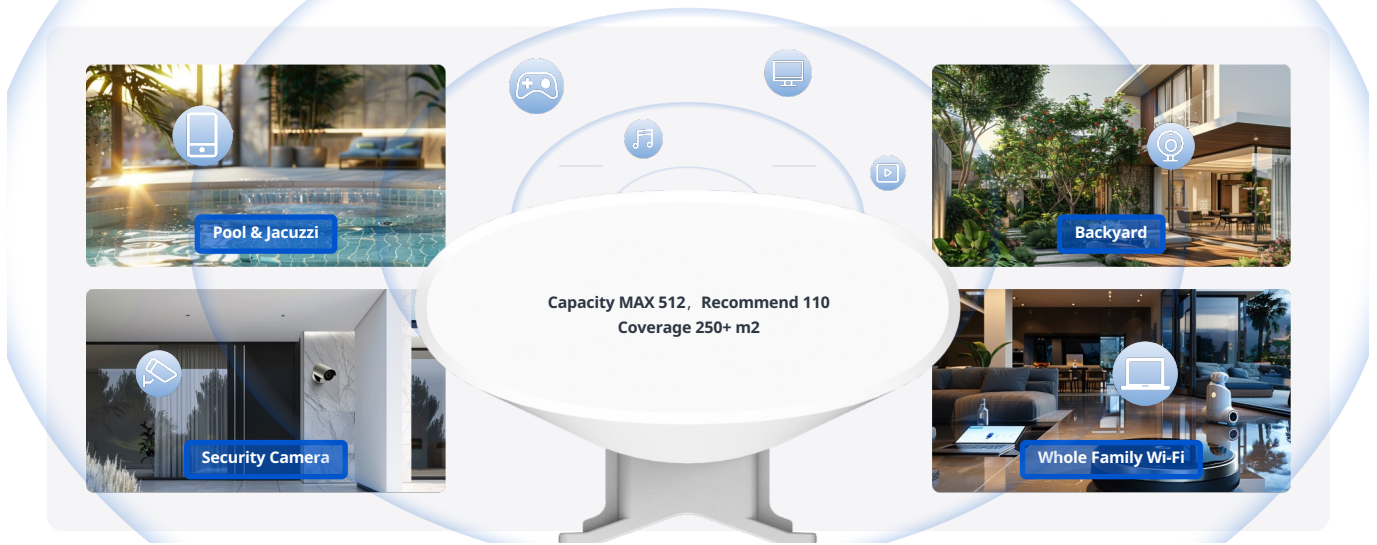 Pool & Jacuzzi
Backyard
Capacity MAX 512，Recommend 110
Coverage 250+ m2
Security Camera
Whole Family Wi-Fi